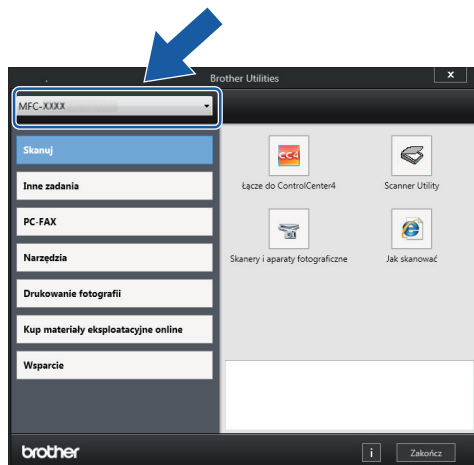 Brother Utilities
x
MFC-XXXX
Skanuj
Inne zadania
PC-FAX
Narzędzia
Drukowanie fotografii
Kup materiały eksploatacyjne online
Wsparcie
CC4
Łącze do ControlCenter4
Scanner Utility
Skanery i aparaty fotograficzne
Jak skanować
brother
i
Zakończ